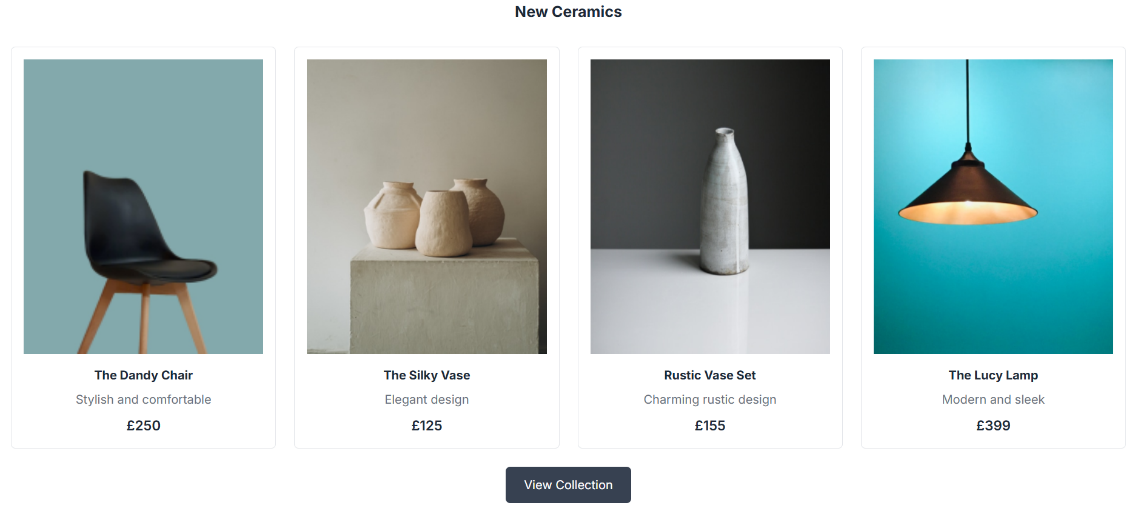 New Ceramics
The Dandy Chair
Stylish and comfortable
£250
The Silky Vase
Elegant design
£125
Rustic Vase Set
Charming rustic design
£155
The Lucy Lamp
Modern and sleek
£399
View Collection